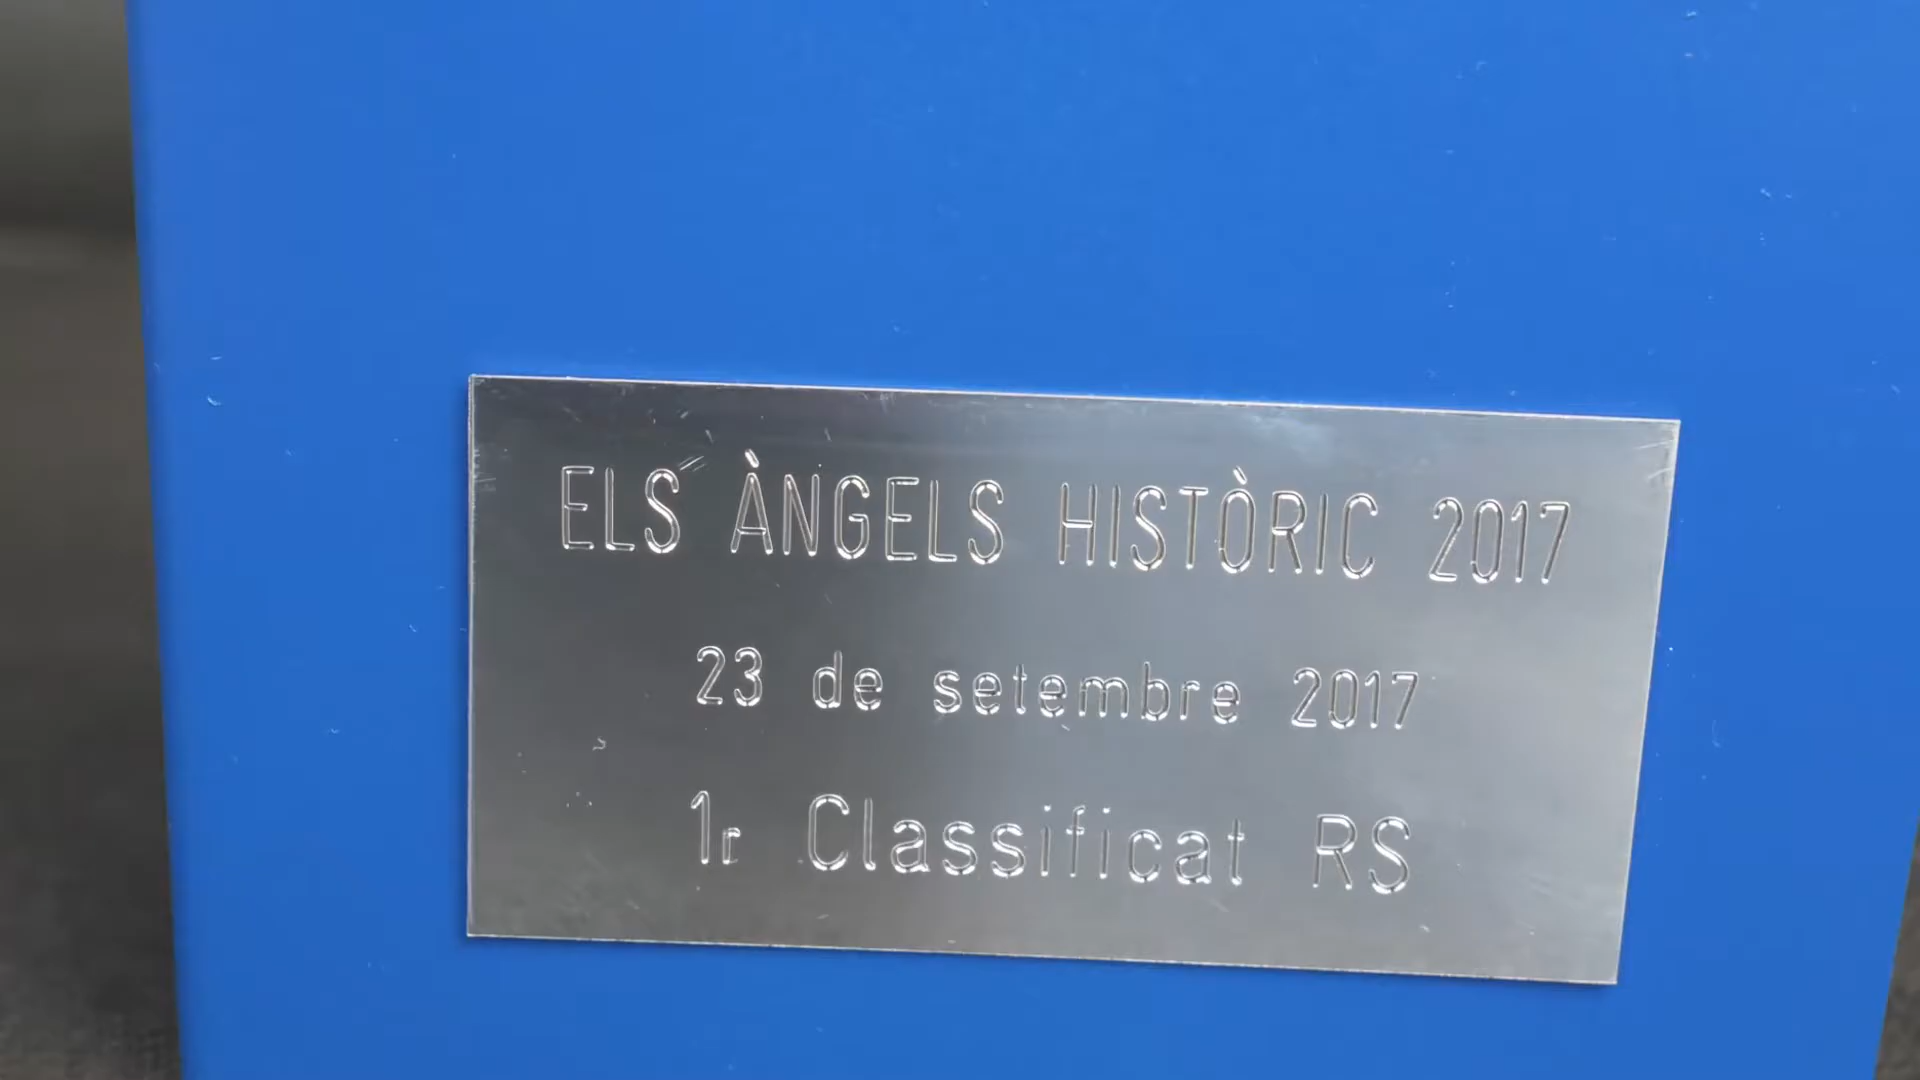 ELS ÀNGELS HISTÒRIC 2017
23 de setembre 2017
1r Classificat RS